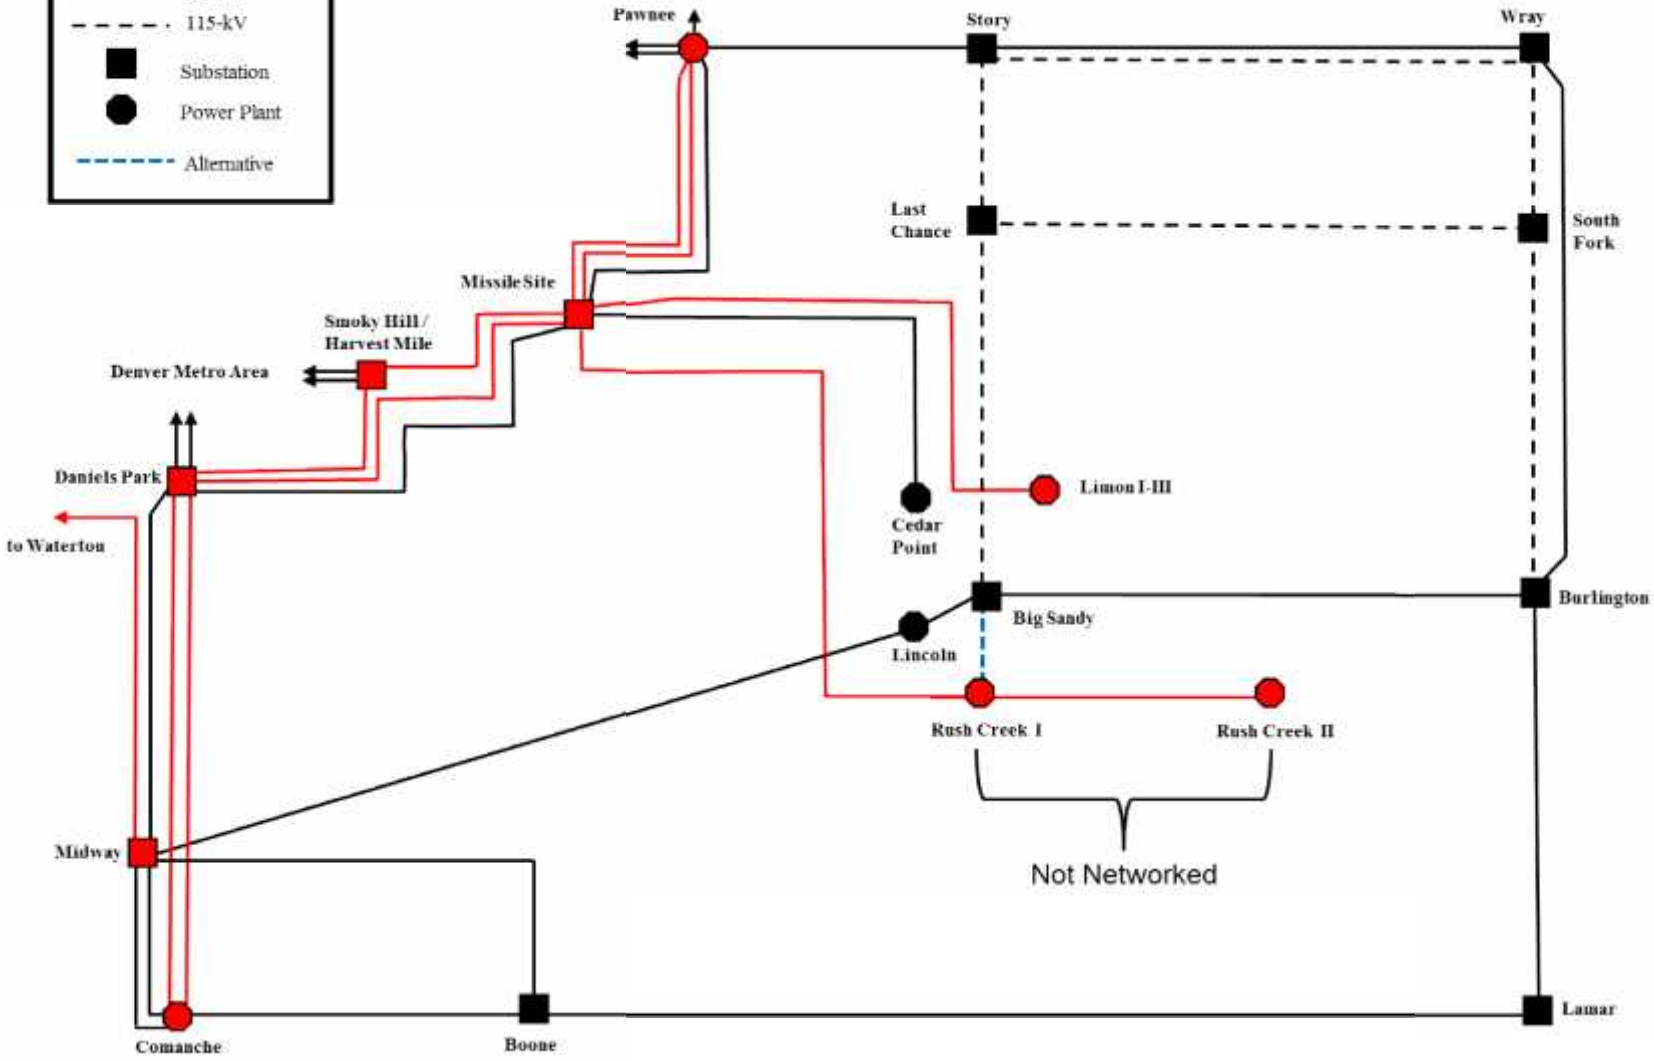 115-kV
Substation
Power Plant
Alternative
Pawnee
Story
Wray
Last
Chance
South
Fork
Missile Site
Smoky Hill /
Harvest Mile
Denver Metro Area
Daniels Park
to Waterton
Limon I-III
Cedar
Point
Big Sandy
Burlington
Lincoln
Rush Creek I
Rush Creek II
Midway
Not Networked
Comanche
Boone
Lamar